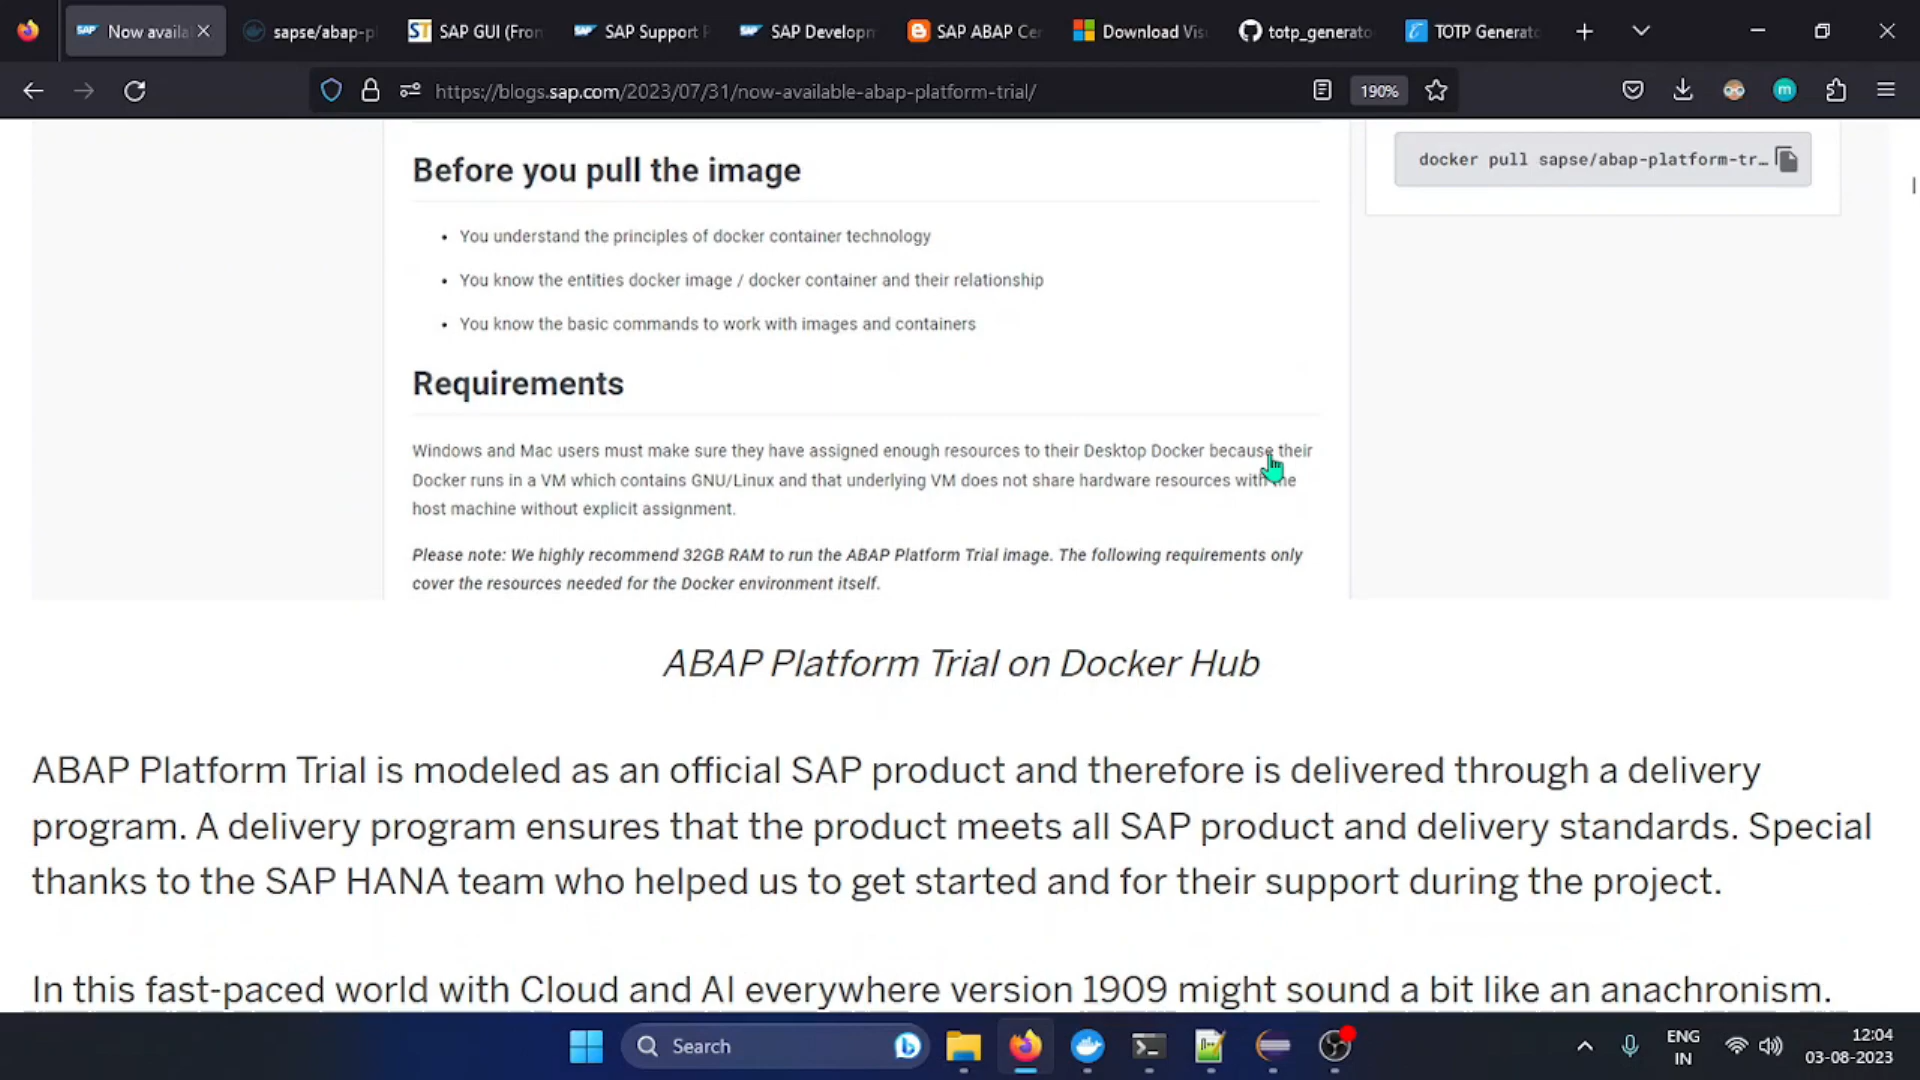 Now availa
sapse/abap-p
SAP GUI (Fron
SAP Support P
SAP Developm
SAP ABAP Cer
Download Vis
totp_generato
TOTP Generato
https://blogs.sap.com/2023/07/31/now-available-abap-platform-trial/
190%
Before you pull the image
docker pull sapse/abap-platform-tr…
• You understand the principles of docker container technology
• You know the entities docker image / docker container and their relationship
• You know the basic commands to work with images and containers
Requirements
Windows and Mac users must make sure they have assigned enough resources to their Desktop Docker because their
Docker runs in a VM which contains GNU/Linux and that underlying VM does not share hardware resources with the
host machine without explicit assignment.
Please note: We highly recommend 32GB RAM to run the ABAP Platform Trial image. The following requirements only
cover the resources needed for the Docker environment itself.
ABAP Platform Trial on Docker Hub
ABAP Platform Trial is modeled as an official SAP product and therefore is delivered through a delivery
program. A delivery program ensures that the product meets all SAP product and delivery standards. Special
thanks to the SAP HANA team who helped us to get started and for their support during the project.
In this fast-paced world with Cloud and AI everywhere version 1909 might sound a bit like an anachronism.
Search
ENG
IN
12:04
03-08-2023